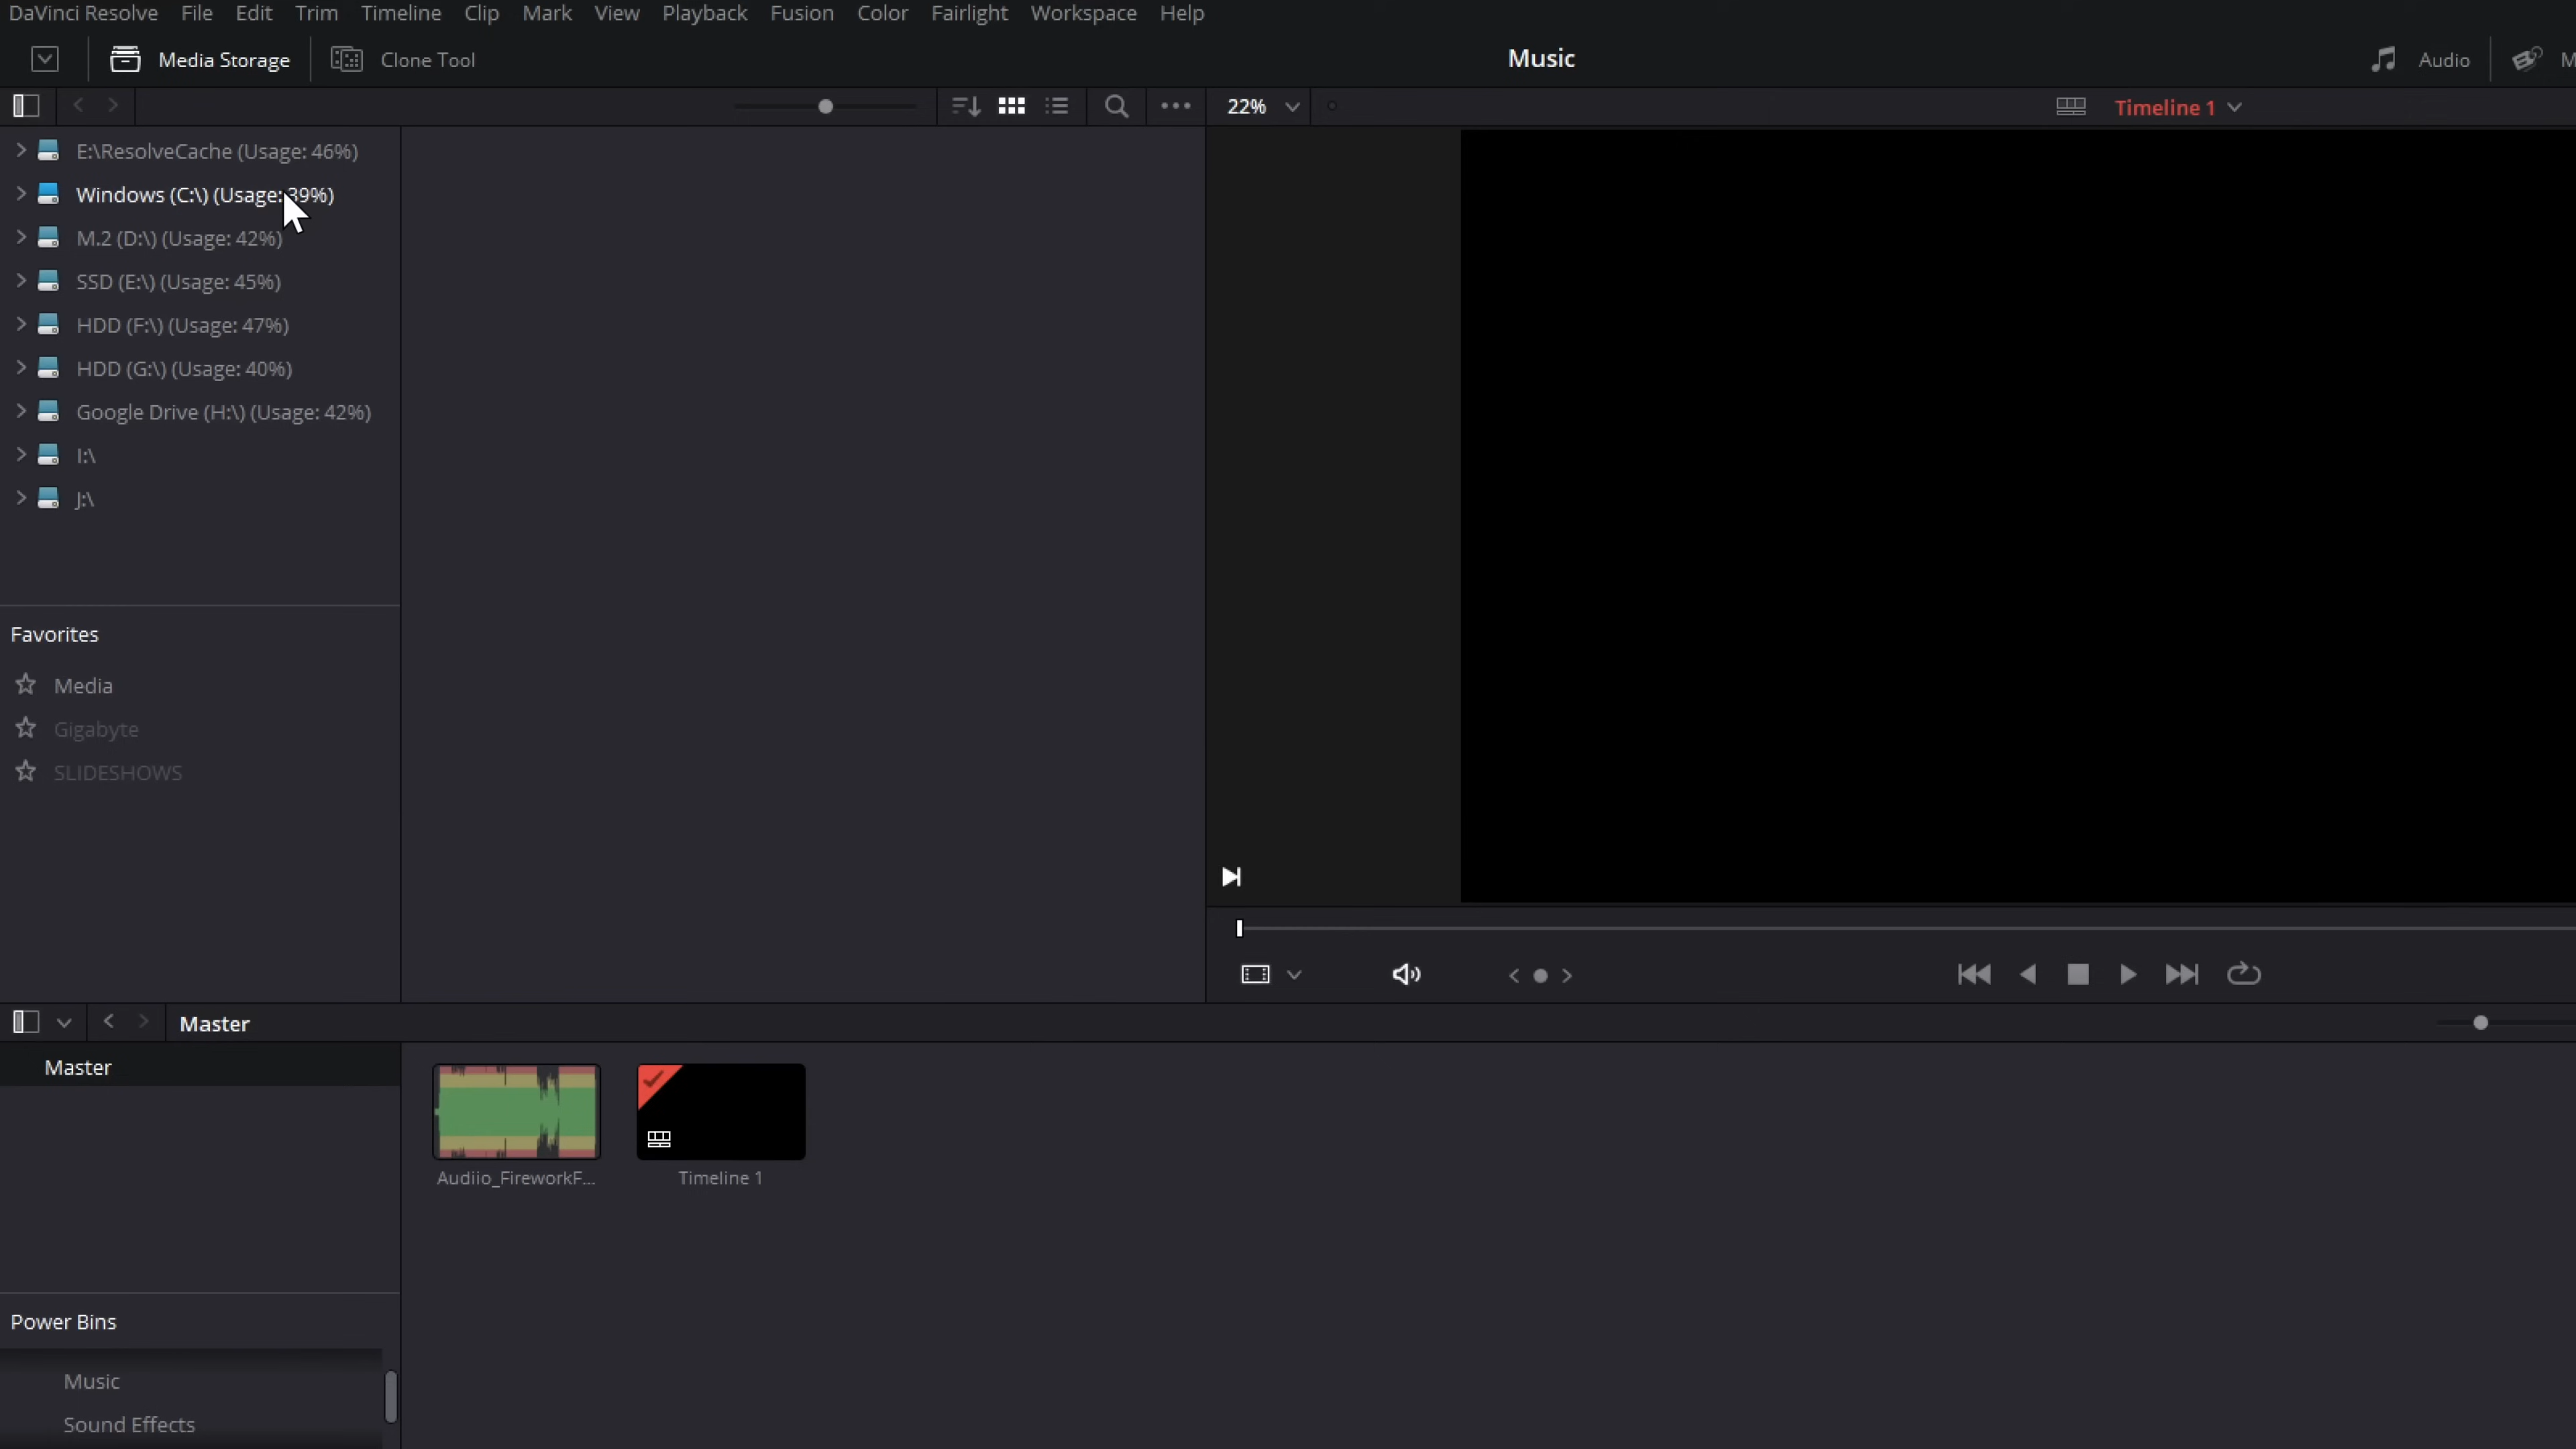 DaVinci Resolve File Edit Trim Timeline Clip Mark View Playback Fusion Color Fairlight Workspace Help
Media Storage Clone Tool Music Audio
22% Timeline 1
E:\ResolveCache (Usage: 46%)
Windows (C:\) (Usage: 39%)
M.2 (D:\) (Usage: 42%)
SSD (E:\) (Usage: 45%)
HDD (F:\) (Usage: 47%)
HDD (G:\) (Usage: 40%)
Google Drive (H:\) (Usage: 42%)
I:\
J:\
Favorites
Media
Gigabyte
SLIDESHOWS
Master
Master
Audiio_FireworkF...
Timeline 1
Power Bins
Music
Sound Effects